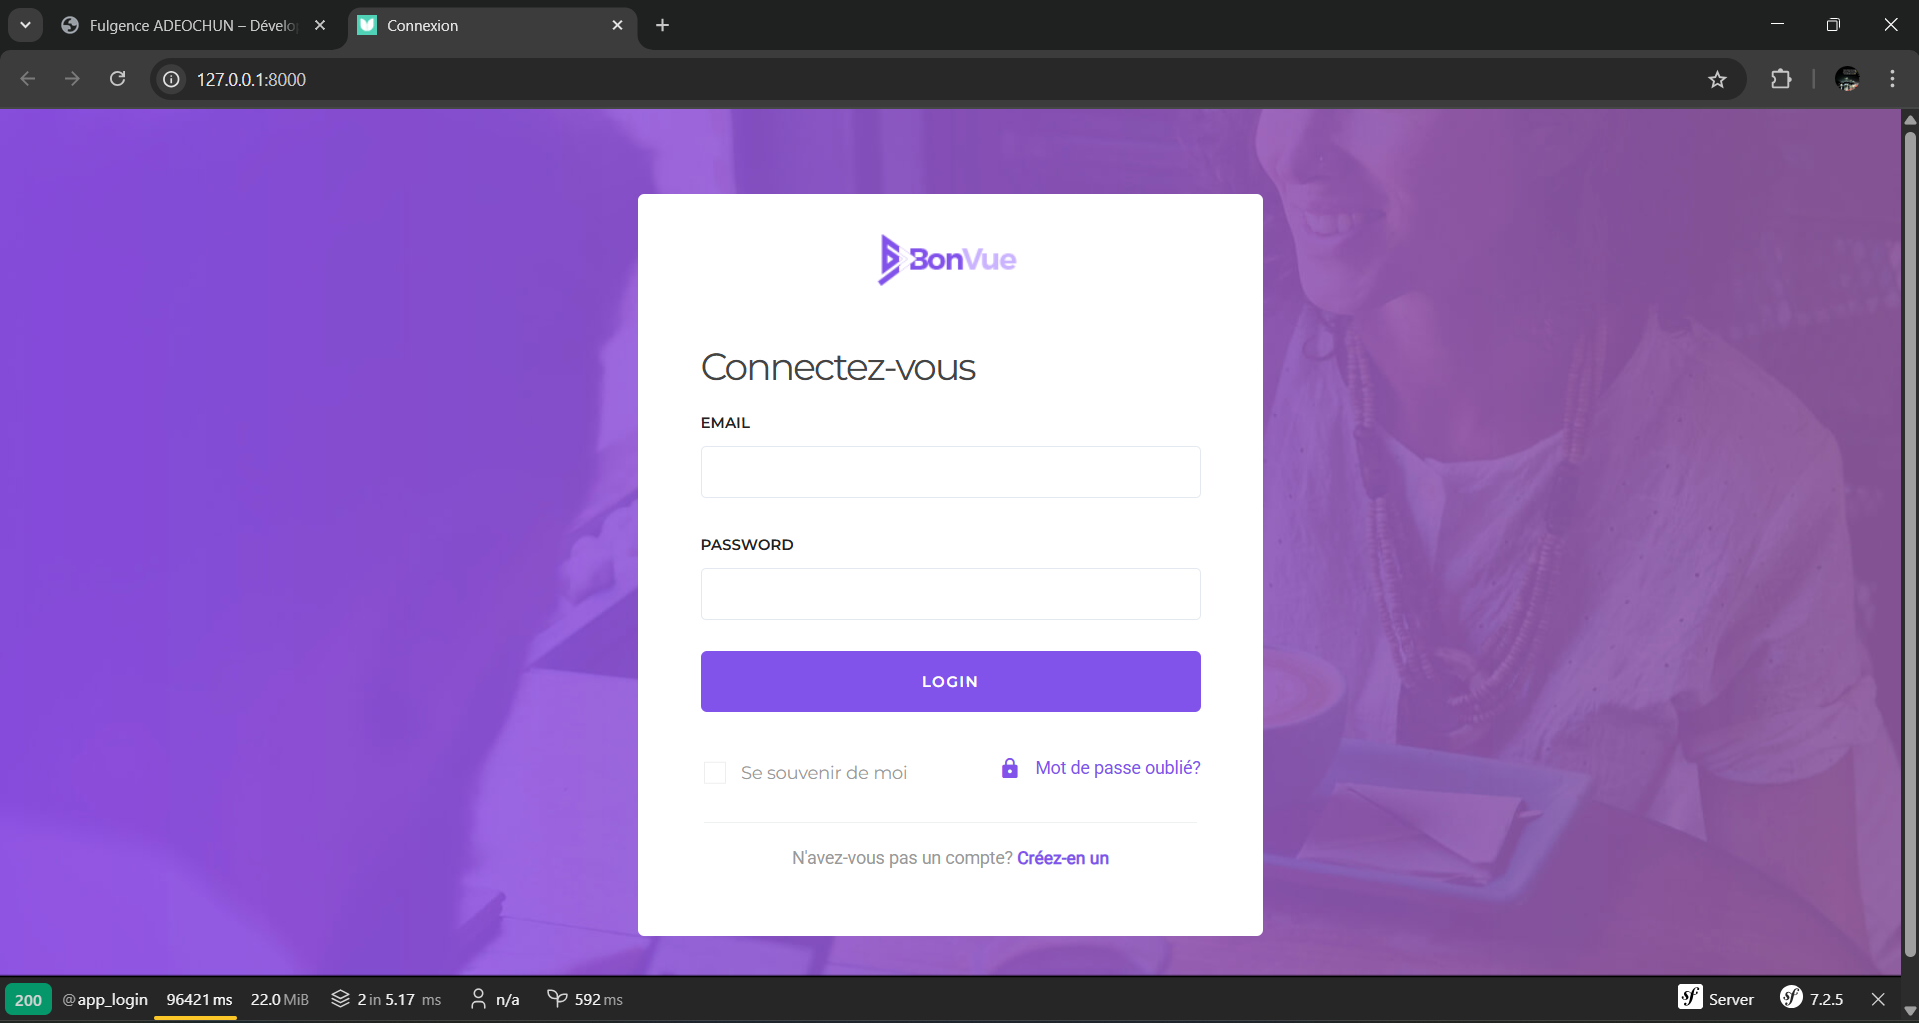 Fulgence ADEOCHUN – Dévelo
Connexion
127.0.0.1:8000
BonVue
Connectez-vous
EMAIL
PASSWORD
LOGIN
Se souvenir de moi
Mot de passe oublié?
N'avez-vous pas un compte? Créez-en un
200 @app_login 96421 ms 22.0 MiB 2 in 5.17 ms n/a 592 ms sf Server sf 7.2.5